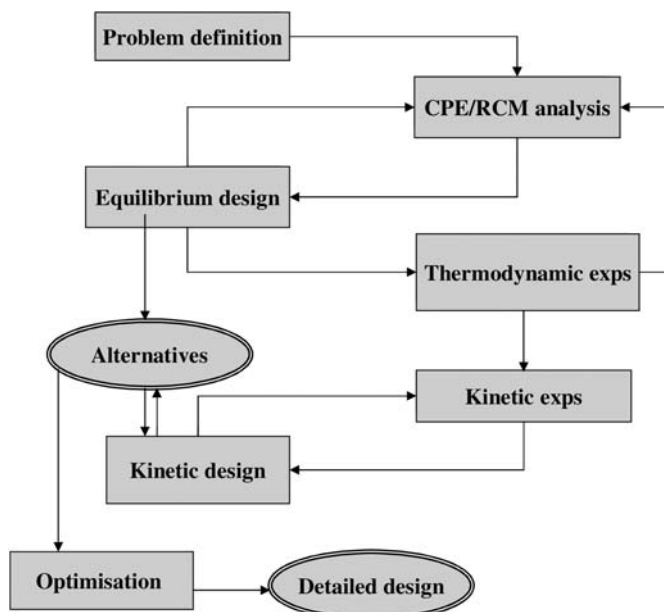 Problem definition
CPE/RCM analysis
Equilibrium design
Thermodynamic exps
Alternatives
Kinetic exps
Kinetic design
Optimisation
Detailed design